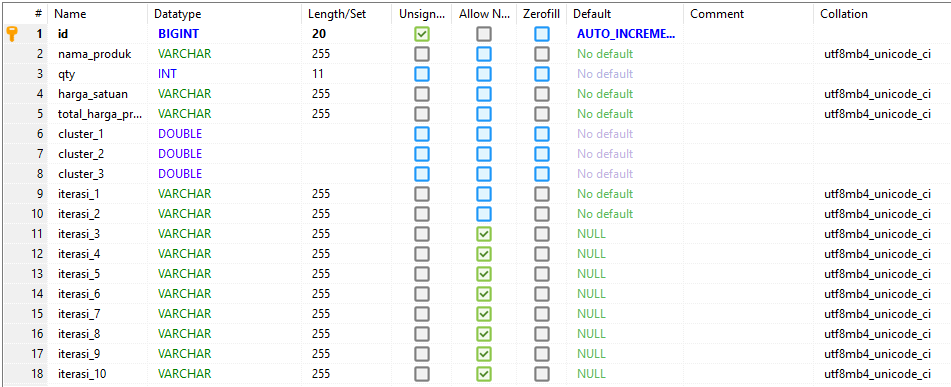 # Name Datatype Length/Set Unsign... Allow N... Zerofill Default Comment Collation
1 id BIGINT 20 AUTO_INCREME...
2 nama_produk VARCHAR 255 No default utf8mb4_unicode_ci
3 qty INT 11 No default
4 harga_satuan VARCHAR 255 No default utf8mb4_unicode_ci
5 total_harga_pr... VARCHAR 255 No default utf8mb4_unicode_ci
6 cluster_1 DOUBLE No default
7 cluster_2 DOUBLE No default
8 cluster_3 DOUBLE No default
9 iterasi_1 VARCHAR 255 No default utf8mb4_unicode_ci
10 iterasi_2 VARCHAR 255 No default utf8mb4_unicode_ci
11 iterasi_3 VARCHAR 255 NULL utf8mb4_unicode_ci
12 iterasi_4 VARCHAR 255 NULL utf8mb4_unicode_ci
13 iterasi_5 VARCHAR 255 NULL utf8mb4_unicode_ci
14 iterasi_6 VARCHAR 255 NULL utf8mb4_unicode_ci
15 iterasi_7 VARCHAR 255 NULL utf8mb4_unicode_ci
16 iterasi_8 VARCHAR 255 NULL utf8mb4_unicode_ci
17 iterasi_9 VARCHAR 255 NULL utf8mb4_unicode_ci
18 iterasi_10 VARCHAR 255 NULL utf8mb4_unicode_ci